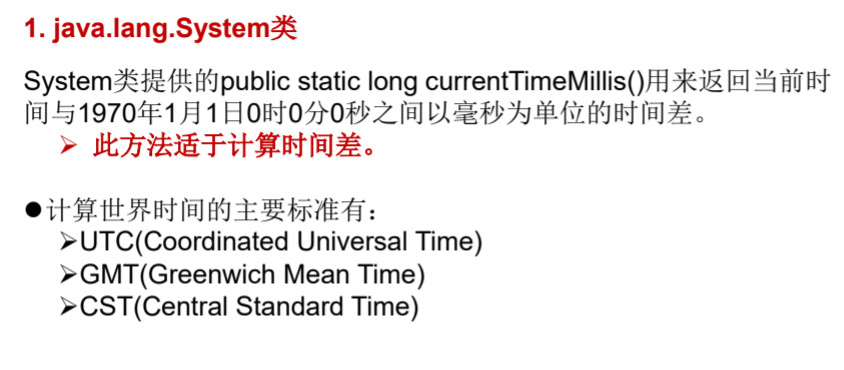 1. java.lang.System类
System类提供的public static long currentTimeMillis()用来返回当前时
间与1970年1月1日0时0分0秒之间以毫秒为单位的时间差。
➢ 此方法适于计算时间差。
●计算世界时间的主要标准有：
➢UTC(Coordinated Universal Time)
➢GMT(Greenwich Mean Time)
➢CST(Central Standard Time)